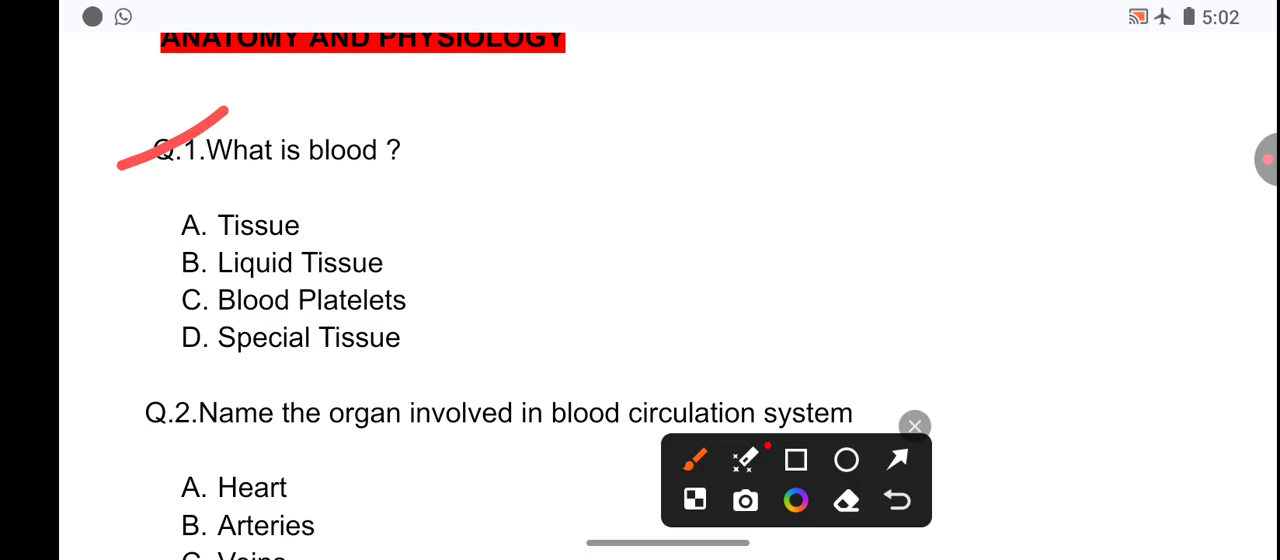 5:02
ANATOMY AND PHYSIOLOGY
Q.1.What is blood ?
A. Tissue
B. Liquid Tissue
C. Blood Platelets
D. Special Tissue
Q.2.Name the organ involved in blood circulation system
A. Heart
B. Arteries
C. Veins